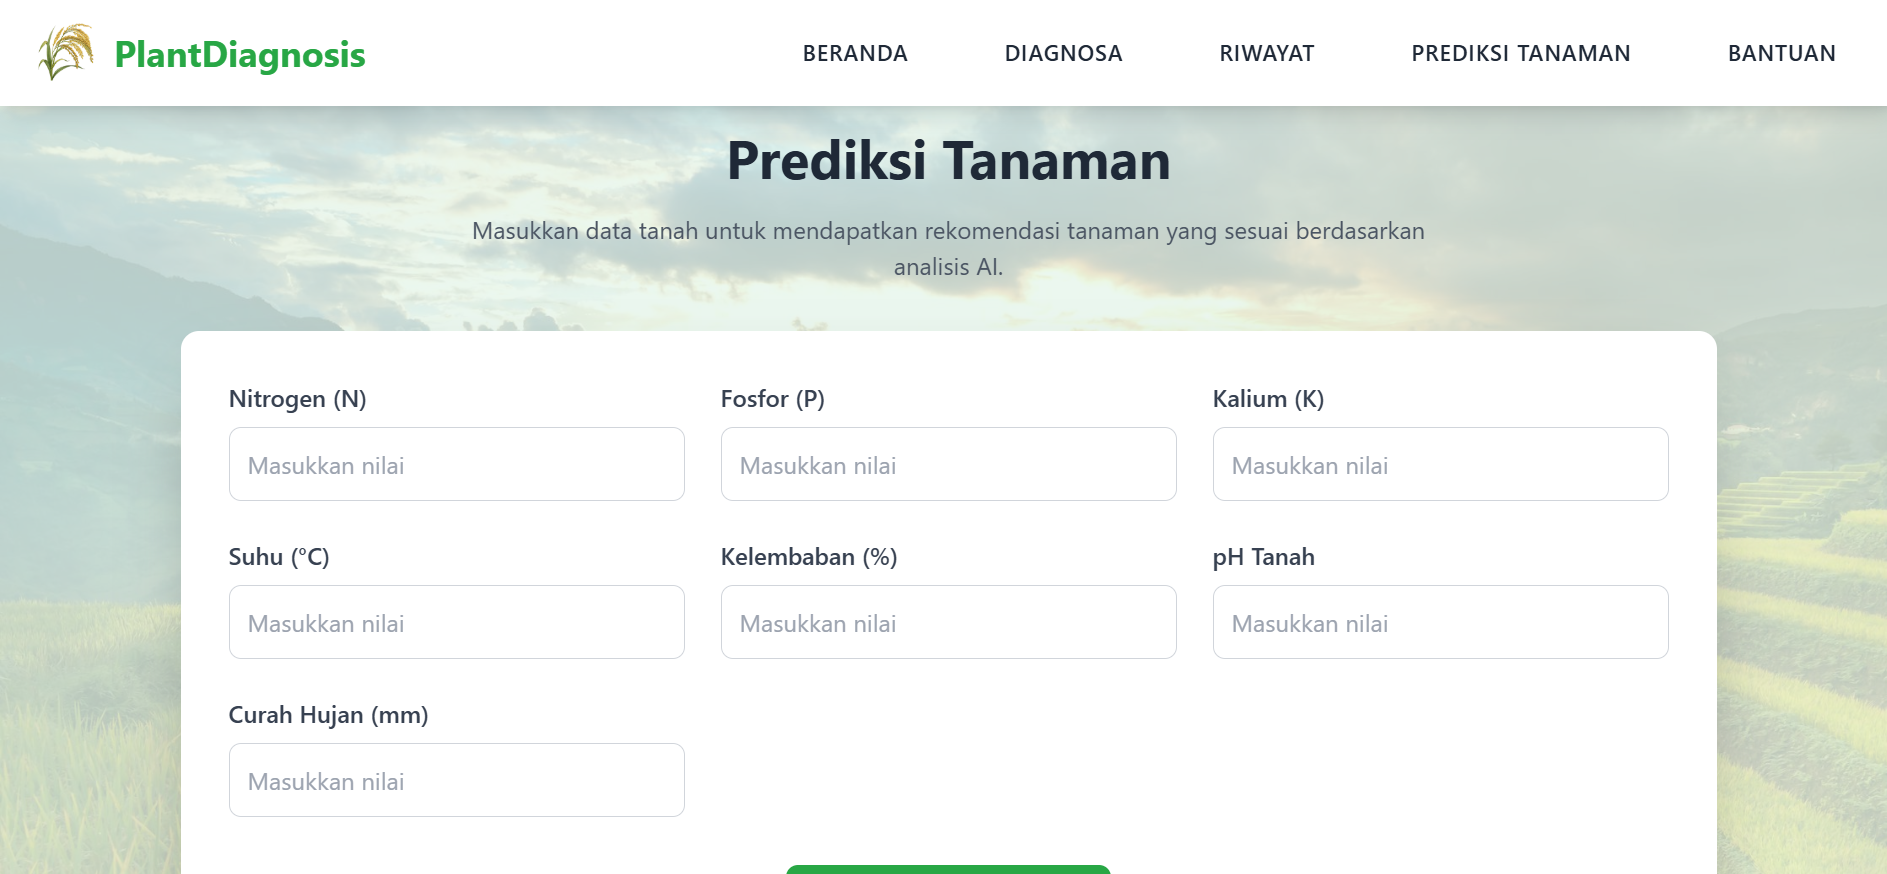 PlantDiagnosis
BERANDA
DIAGNOSA
RIWAYAT
PREDIKSI TANAMAN
BANTUAN
Prediksi Tanaman
Masukkan data tanah untuk mendapatkan rekomendasi tanaman yang sesuai berdasarkan
analisis AI.
Nitrogen (N)
Fosfor (P)
Kalium (K)
Masukkan nilai
Masukkan nilai
Masukkan nilai
Suhu (°C)
Kelembaban (%)
pH Tanah
Masukkan nilai
Masukkan nilai
Masukkan nilai
Curah Hujan (mm)
Masukkan nilai